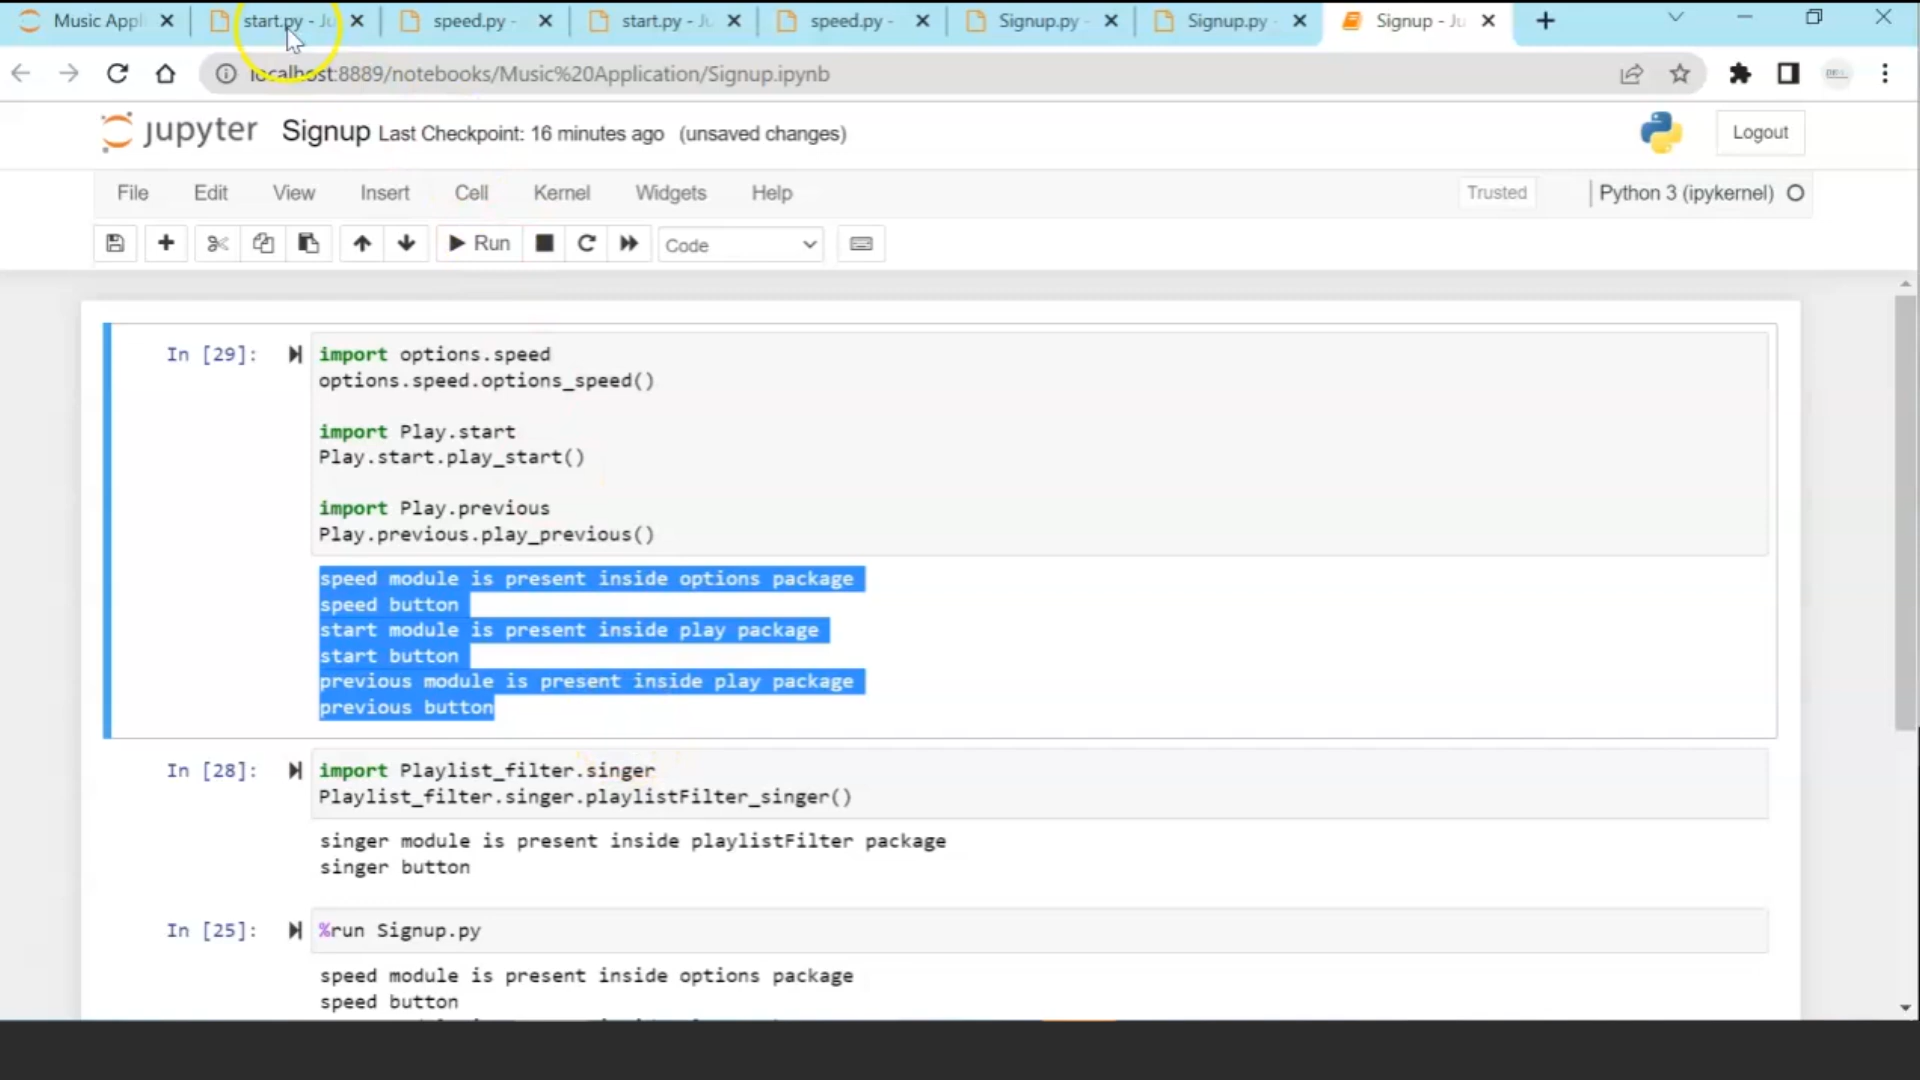 Music Appl
start.py - Ju
speed.py -
start.py - Ju
speed.py -
Signup.py -
Signup.py -
Signup - Ju
localhost:8889/notebooks/Music%20Application/Signup.ipynb
jupyter Signup Last Checkpoint: 16 minutes ago (unsaved changes)
Logout
File Edit View Insert Cell Kernel Widgets Help
Trusted
Python 3 (ipykernel)
Run
Code
In [29]:
import options.speed
options.speed.options_speed()
import Play.start
Play.start.play_start()
import Play.previous
Play.previous.play_previous()
speed module is present inside options package
speed button
start module is present inside play package
start button
previous module is present inside play package
previous button
In [28]:
import Playlist_filter.singer
Playlist_filter.singer.playlistFilter_singer()
singer module is present inside playlistFilter package
singer button
In [25]:
%run Signup.py
speed module is present inside options package
speed button